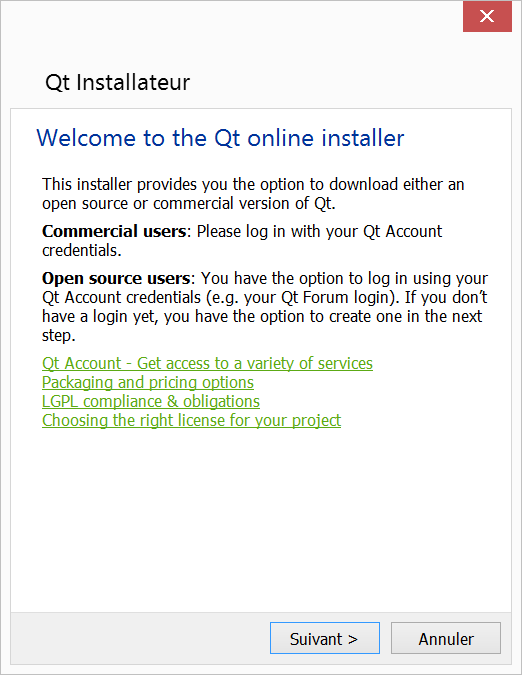 Qt Installateur
Welcome to the Qt online installer
This installer provides you the option to download either an
open source or commercial version of Qt.
Commercial users: Please log in with your Qt Account
credentials.
Open source users: You have the option to log in using your
Qt Account credentials (e.g. your Qt Forum login). If you don’t
have a login yet, you have the option to create one in the next
step.
Qt Account - Get access to a variety of services
Packaging and pricing options
LGPL compliance & obligations
Choosing the right license for your project
Suivant >
Annuler